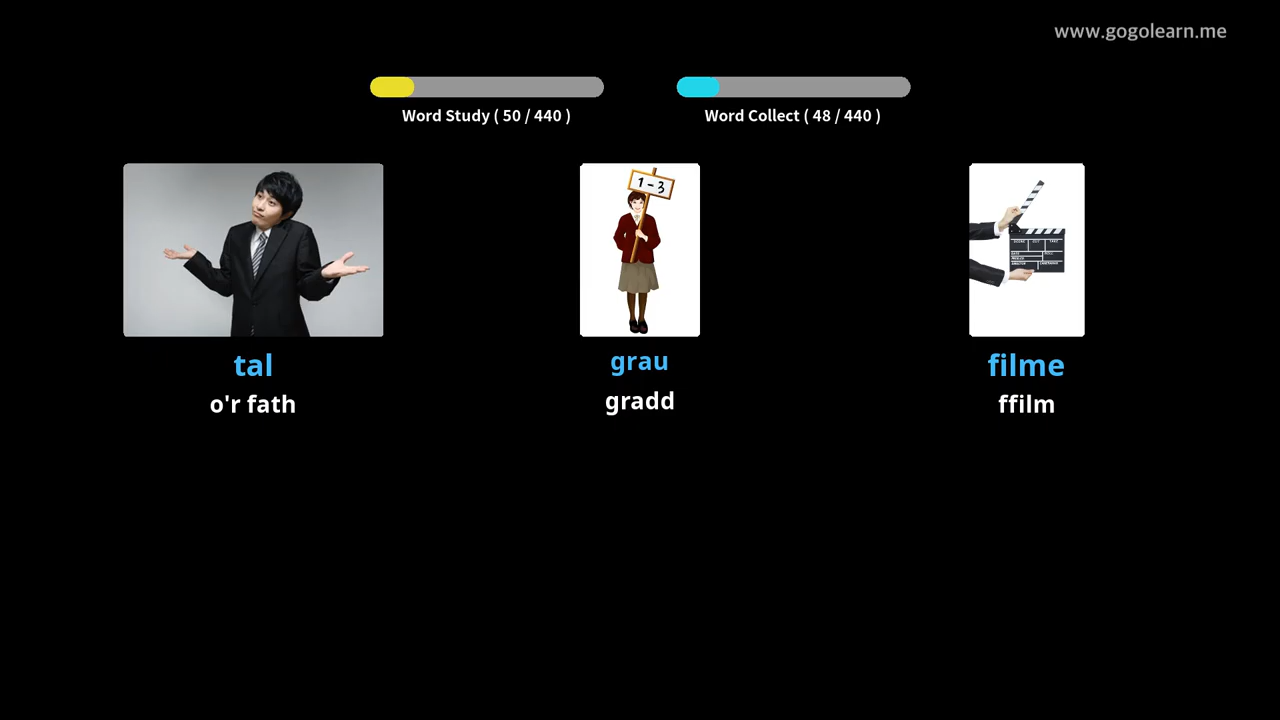 www.gogolearn.me
Word Study ( 50 / 440 )
Word Collect ( 48 / 440 )
1 - 3
tal
grau
filme
o'r fath
gradd
ffilm